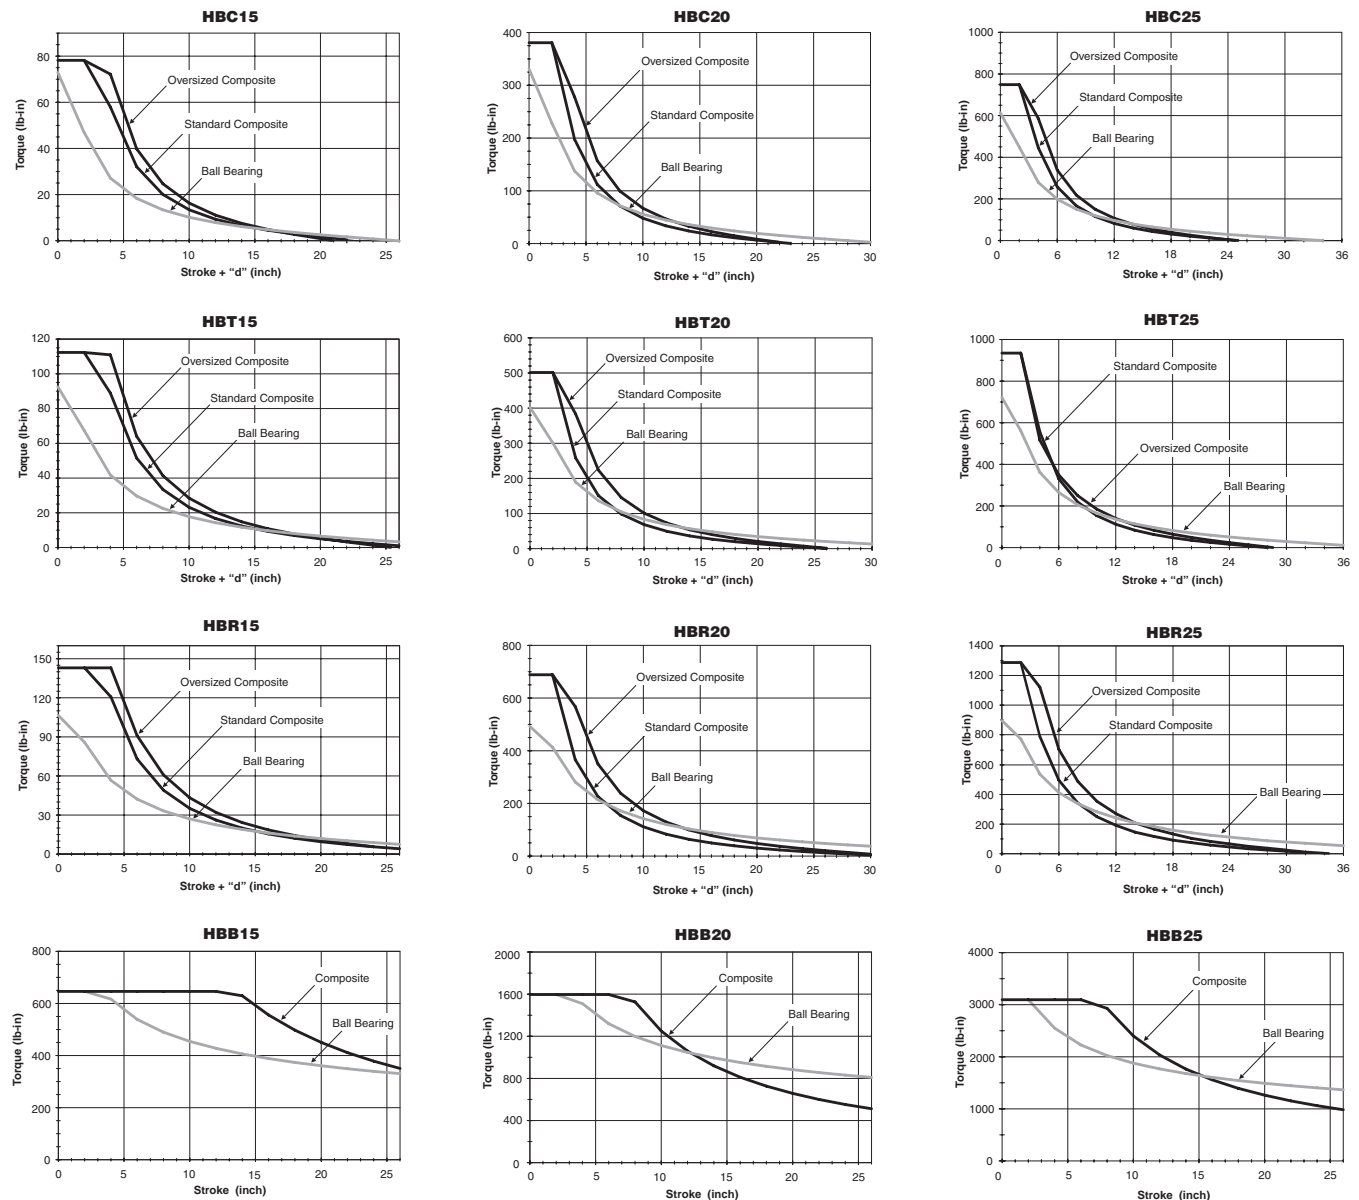 HBC15
Torque (lb-in)
80
60
40
20
0
Oversized Composite
Standard Composite
Ball Bearing
0 5 10 15 20 25
Stroke + “d” (inch)
HBC20
Torque (lb-in)
400
300
200
100
0
Oversized Composite
Standard Composite
Ball Bearing
0 5 10 15 20 25 30
Stroke + “d” (inch)
HBC25
Torque (lb-in)
1000
800
600
400
200
0
Oversized Composite
Standard Composite
Ball Bearing
0 6 12 18 24 30 36
Stroke + “d” (inch)
HBT15
Torque (lb-in)
120
100
80
60
40
20
0
Oversized Composite
Standard Composite
Ball Bearing
0 5 10 15 20 25
Stroke + “d” (inch)
HBT20
Torque (lb-in)
600
500
400
300
200
100
0
Oversized Composite
Standard Composite
Ball Bearing
0 5 10 15 20 25 30
Stroke + “d” (inch)
HBT25
Torque (lb-in)
1000
800
600
400
200
0
Standard Composite
Oversized Composite
Ball Bearing
0 6 12 18 24 30 36
Stroke + “d” (inch)
HBR15
Torque (lb-in)
150
120
90
60
30
0
Oversized Composite
Standard Composite
Ball Bearing
0 5 10 15 20 25
Stroke + “d” (inch)
HBR20
Torque (lb-in)
800
600
400
200
0
Oversized Composite
Standard Composite
Ball Bearing
0 5 10 15 20 25 30
Stroke + “d” (inch)
HBR25
Torque (lb-in)
1400
1200
1000
800
600
400
200
0
Oversized Composite
Standard Composite
Ball Bearing
0 6 12 18 24 30 36
Stroke + “d” (inch)
HBB15
Torque (lb-in)
800
600
400
200
0
Composite
Ball Bearing
0 5 10 15 20 25
Stroke (inch)
HBB20
Torque (lb-in)
2000
1600
1200
800
400
0
Composite
Ball Bearing
0 5 10 15 20 25
Stroke (inch)
HBB25
Torque (lb-in)
4000
3000
2000
1000
0
Composite
Ball Bearing
0 5 10 15 20 25
Stroke (inch)